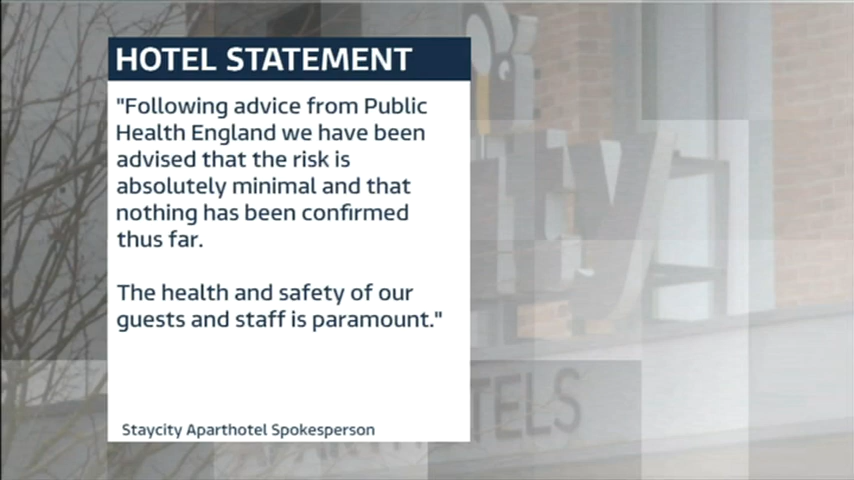 HOTEL STATEMENT
"Following advice from Public
Health England we have been
advised that the risk is
absolutely minimal and that
nothing has been confirmed
thus far.
The health and safety of our
guests and staff is paramount."
Staycity Aparthotel Spokesperson